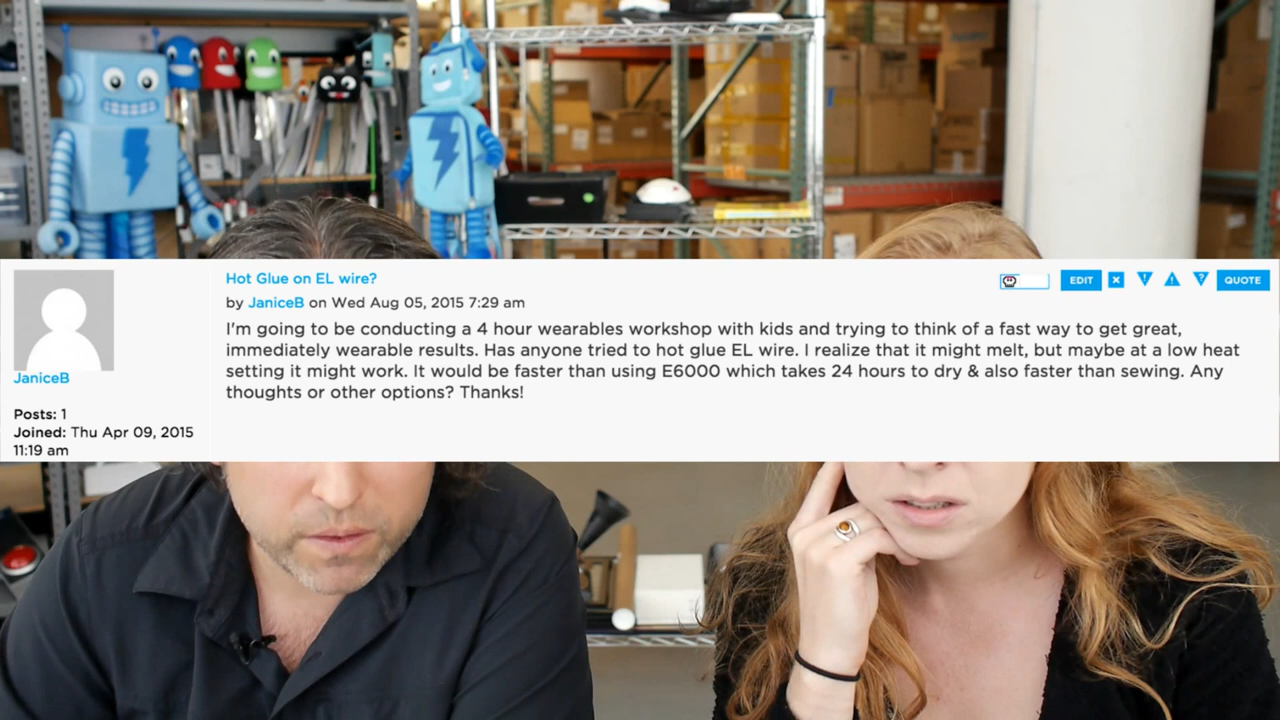 Hot Glue on EL wire?
EDIT
QUOTE
by JaniceB on Wed Aug 05, 2015 7:29 am
I'm going to be conducting a 4 hour wearables workshop with kids and trying to think of a fast way to get great,
immediately wearable results. Has anyone tried to hot glue EL wire. I realize that it might melt, but maybe at a low heat
setting it might work. It would be faster than using E6000 which takes 24 hours to dry & also faster than sewing. Any
thoughts or other options? Thanks!
JaniceB
Posts: 1
Joined: Thu Apr 09, 2015
11:19 am